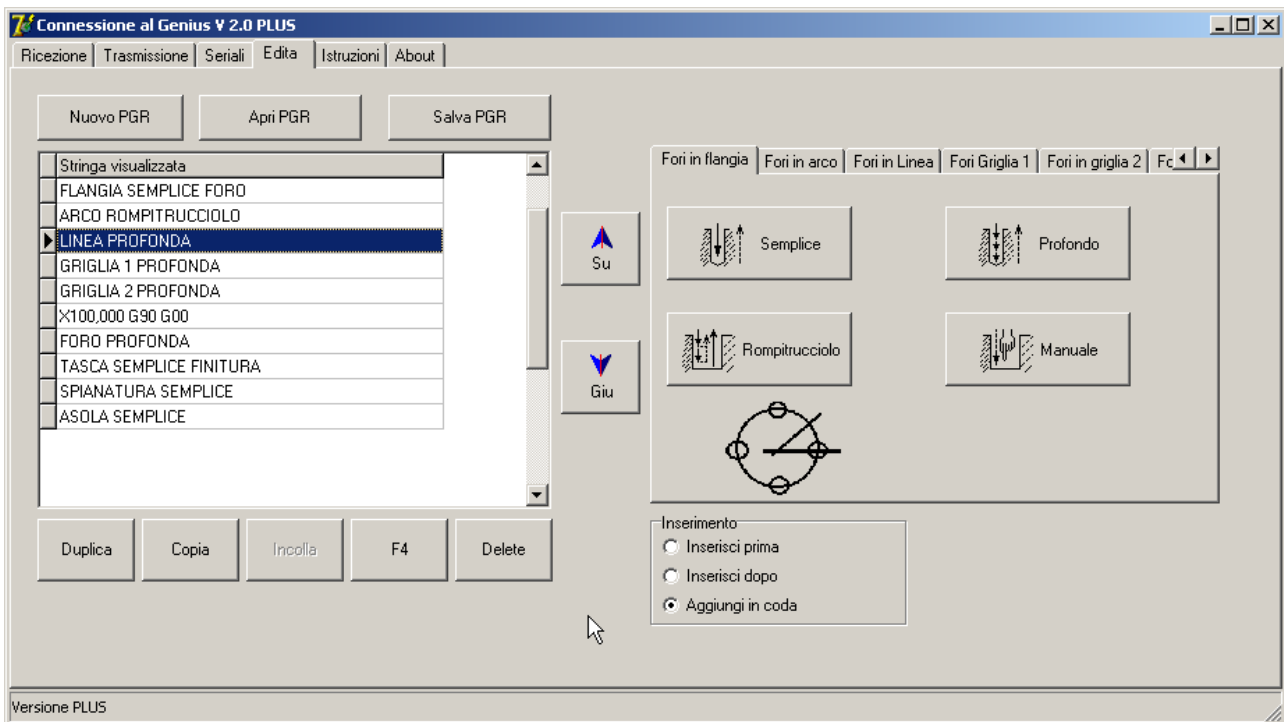 Connessione al Genius V 2.0 PLUS
Ricezione Trasmissione Seriali Edita Istruzioni About
Nuovo PGR Apri PGR Salva PGR
Stringa visualizzata
FLANGIA SEMPLICE FORO
ARCO ROMPITRUCCIOLO
LINEA PROFONDA
GRIGLIA 1 PROFONDA
GRIGLIA 2 PROFONDA
X100,000 G90 G00
FORO PROFONDA
TASCA SEMPLICE FINITURA
SPIANATURA SEMPLICE
ASOLA SEMPLICE
Su
Giu
Duplica Copia Incolla F4 Delete
Fori in flangia Fori in arco Fori in Linea Fori Griglia 1 Fori in griglia 2
Semplice Profondo
Rompitrucciolo Manuale
Inserimento
Inserisci prima
Inserisci dopo
Aggiungi in coda
Versione PLUS